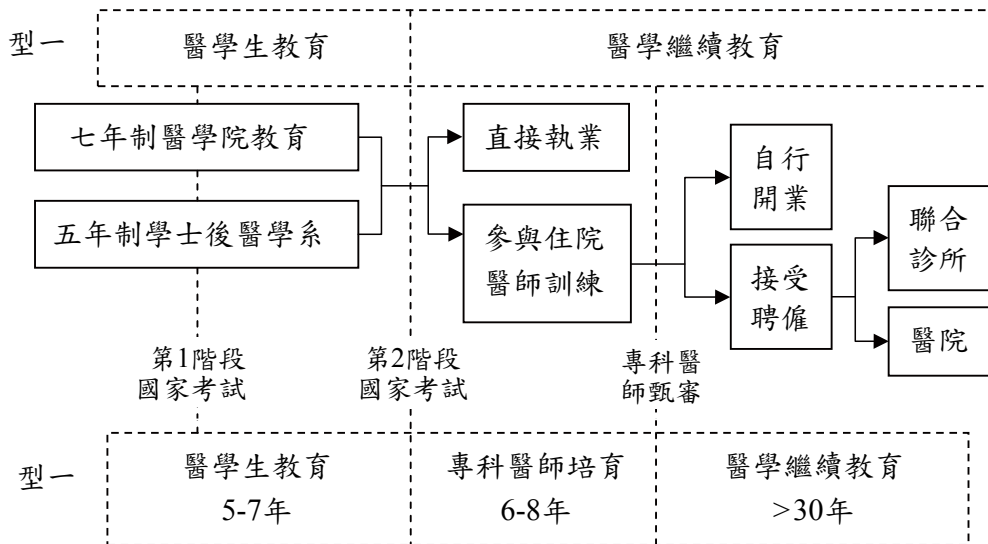 型一
醫學生教育
醫學繼續教育
七年制醫學院教育
五年制學士後醫學系
直接執業
參與住院
醫師訓練
自行
開業
接受
聘僱
聯合
診所
醫院
第1階段
國家考試
第2階段
國家考試
專科醫
師甄審
型一
醫學生教育
5-7年
專科醫師培育
6-8年
醫學繼續教育
>30年